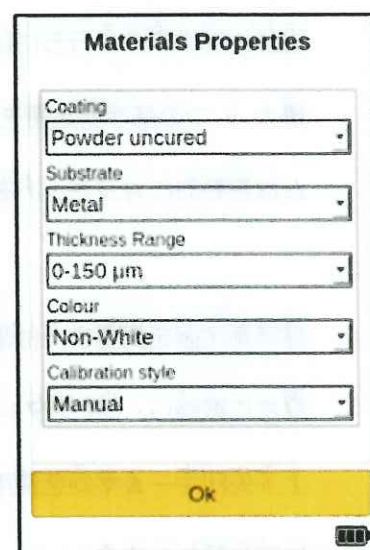 Materials Properties
Coating
Powder uncured
Substrate
Metal
Thickness Range
0-150 µm
Colour
Non-White
Calibration style
Manual
Ok